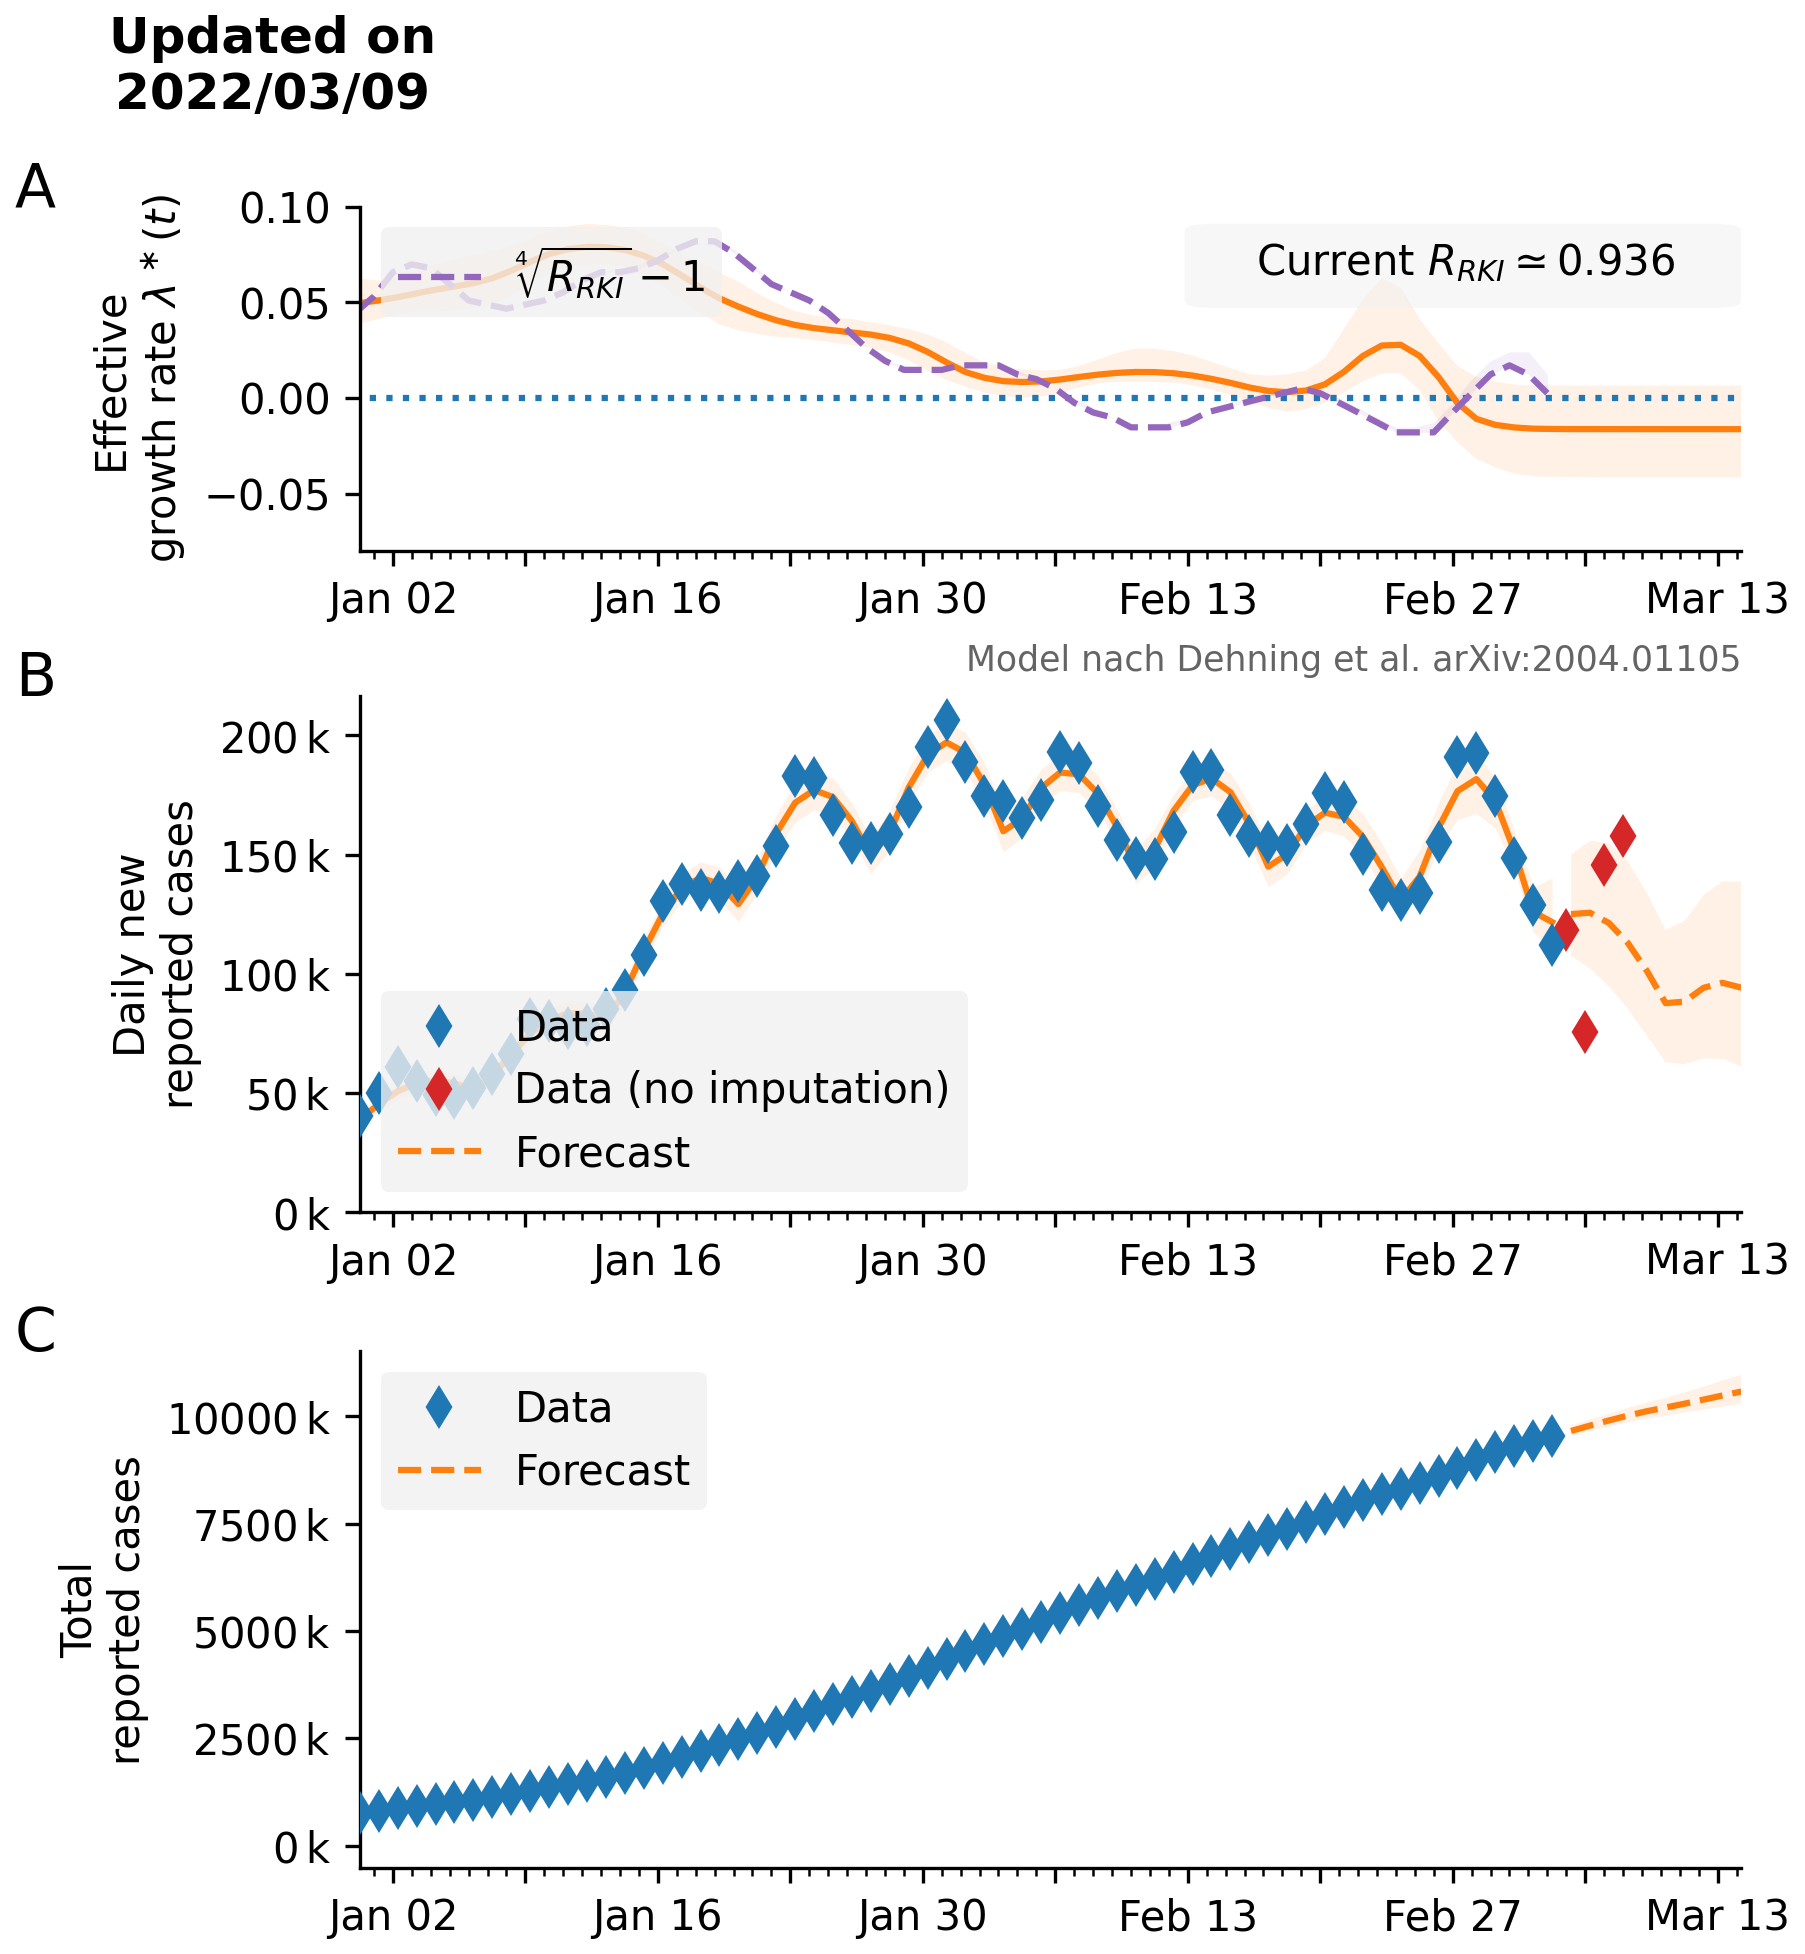 Updated on
2022/03/09
A
Effective
growth rate λ * (t)
0.10
0.05
0.00
−0.05
∜R_RKI − 1
Current R_RKI ≃ 0.936
Jan 02
Jan 16
Jan 30
Feb 13
Feb 27
Mar 13
Model nach Dehning et al. arXiv:2004.01105
B
Daily new
reported cases
200 k
150 k
100 k
50 k
0 k
Data
Data (no imputation)
Forecast
Jan 02
Jan 16
Jan 30
Feb 13
Feb 27
Mar 13
C
Total
reported cases
10000 k
7500 k
5000 k
2500 k
0 k
Data
Forecast
Jan 02
Jan 16
Jan 30
Feb 13
Feb 27
Mar 13